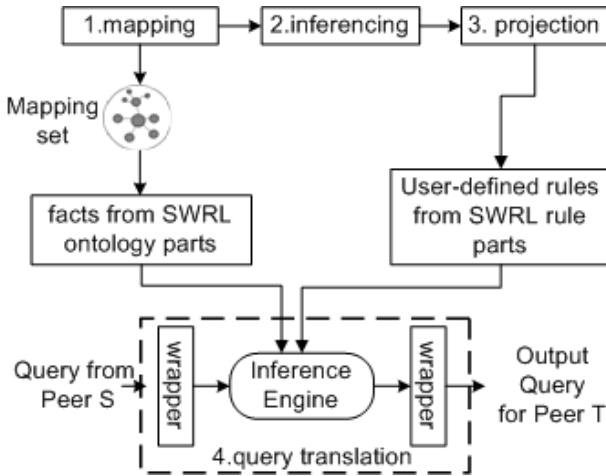 1.mapping
2.inferencing
3. projection
Mapping
set
facts from SWRL
ontology parts
User-defined rules
from SWRL rule
parts
Query from
Peer S
wrapper
Inference
Engine
wrapper
Output
Query
for Peer T
4.query translation